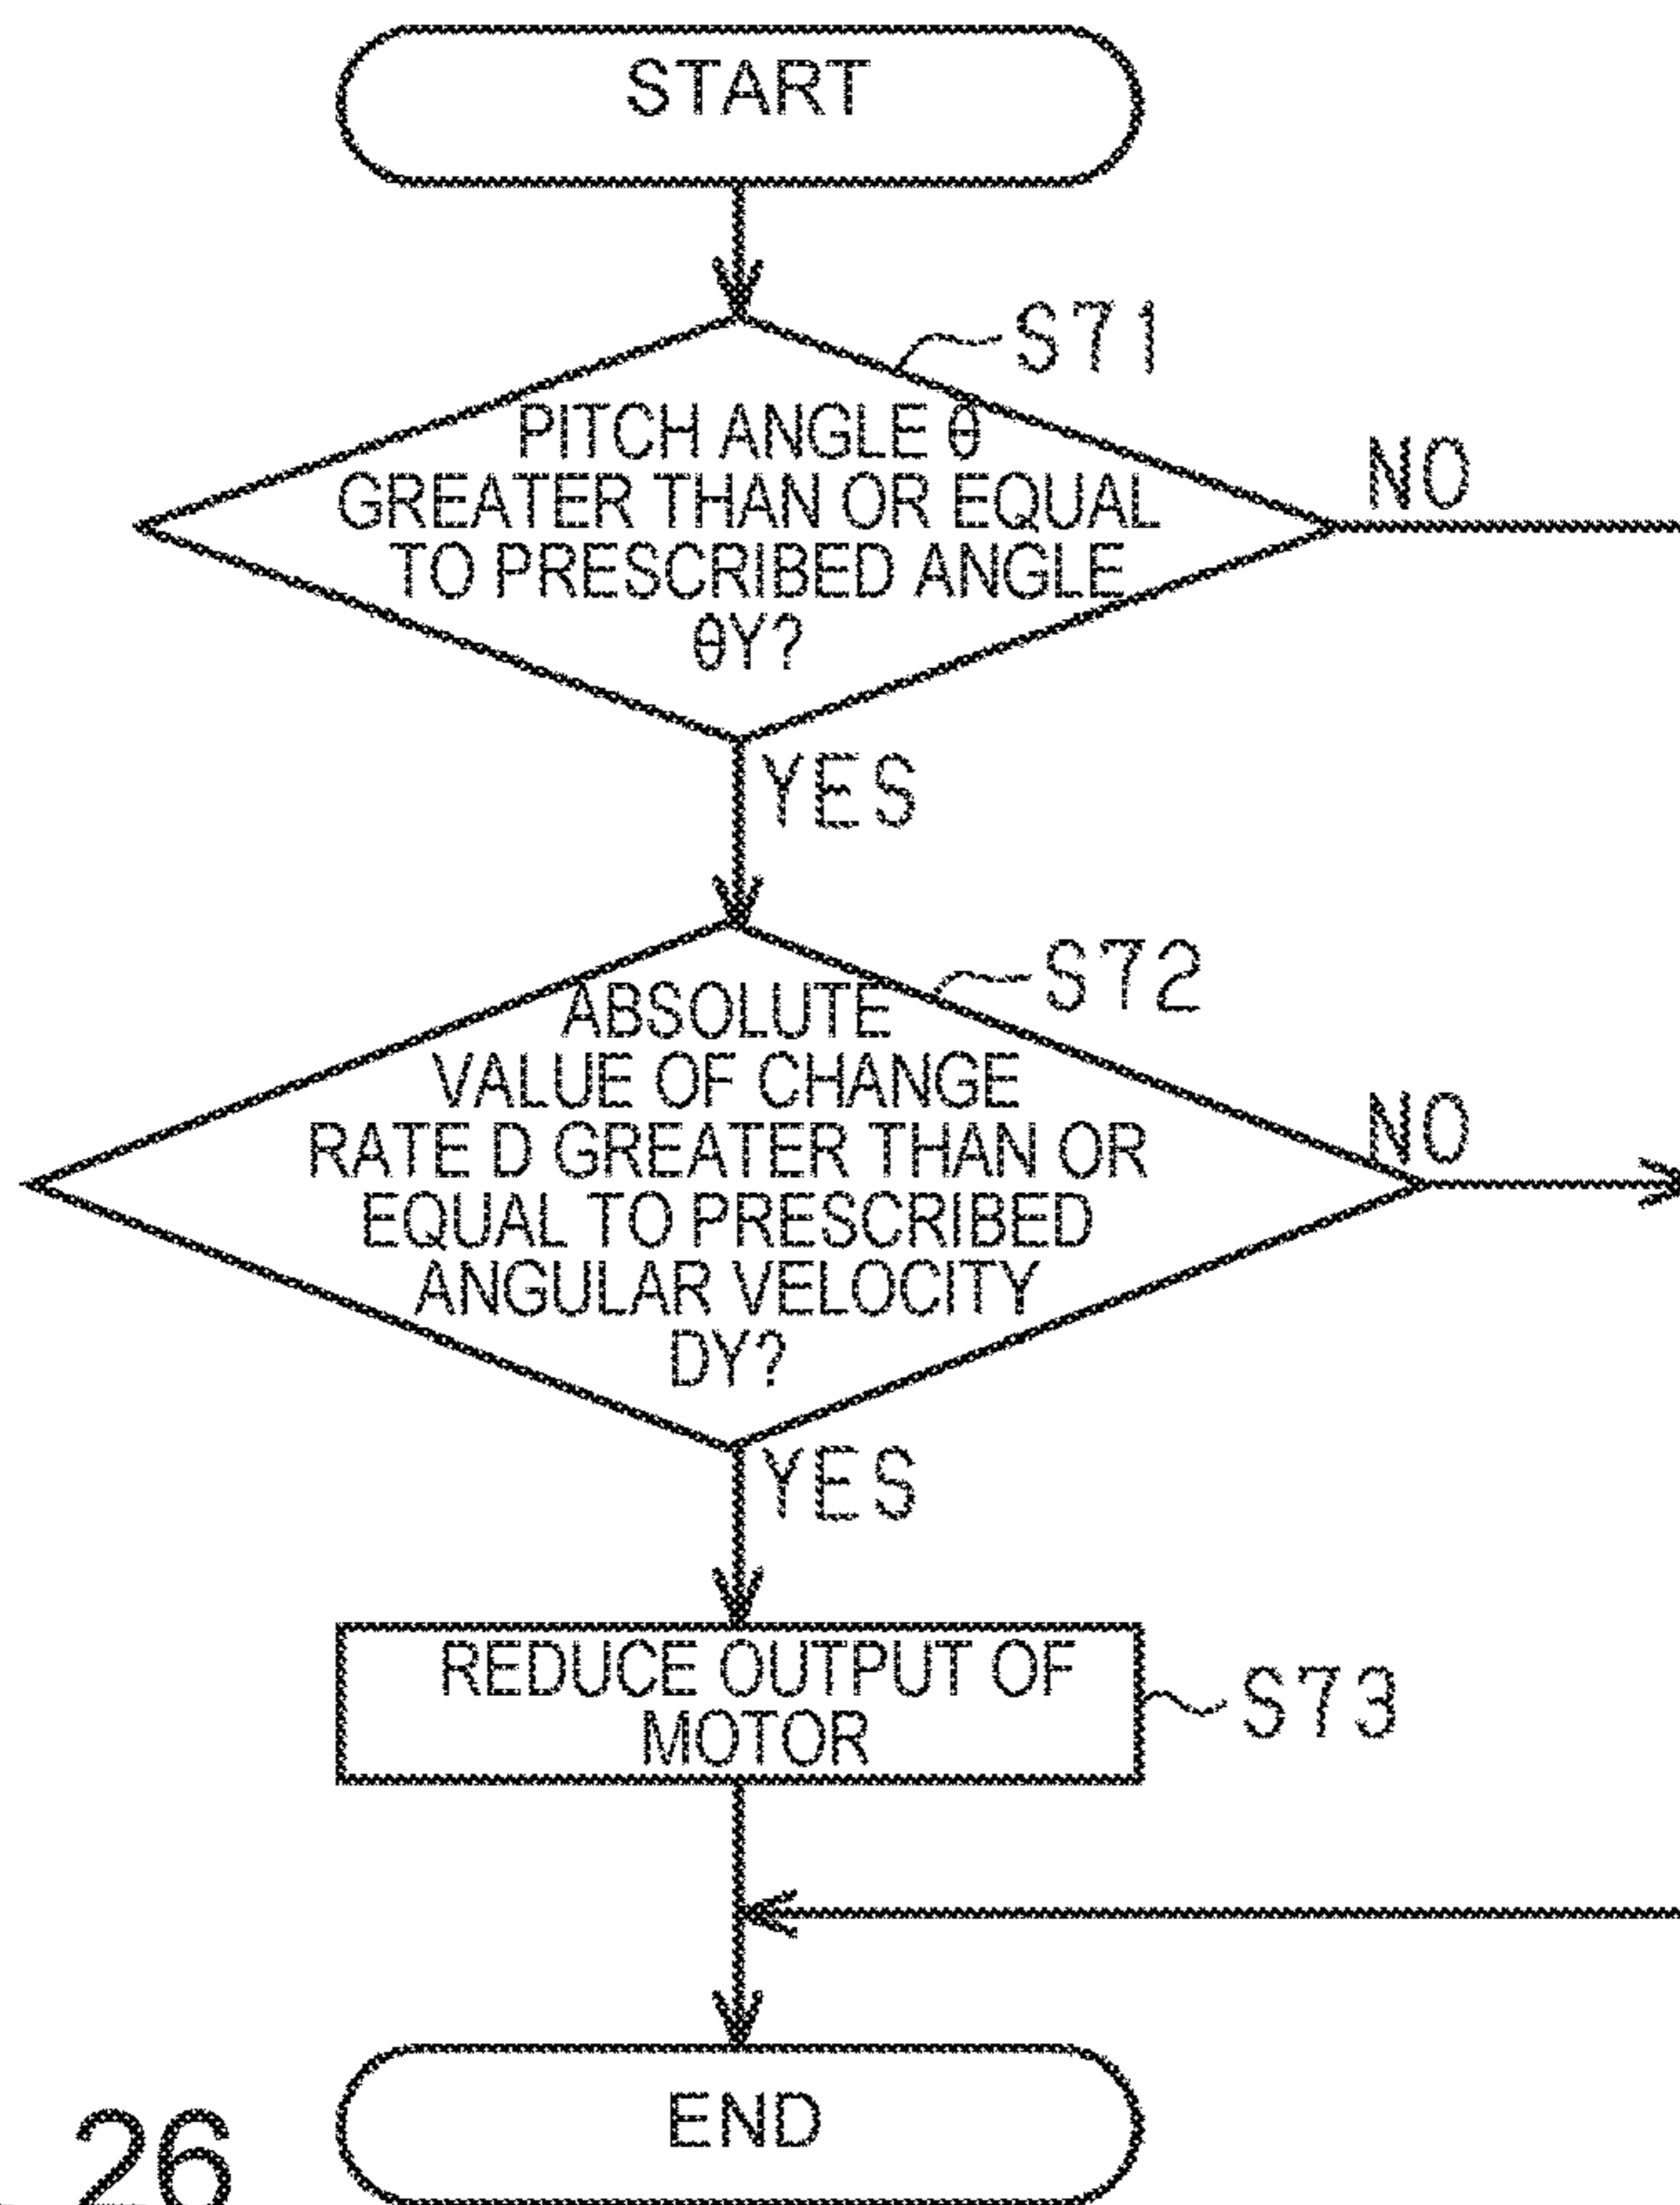 START
S71
PITCH ANGLE θ
GREATER THAN OR EQUAL
TO PRESCRIBED ANGLE
θY?
NO
YES
S72
ABSOLUTE
VALUE OF CHANGE
RATE D GREATER THAN OR
EQUAL TO PRESCRIBED
ANGULAR VELOCITY
DY?
NO
YES
REDUCE OUTPUT OF
MOTOR
S73
END
26